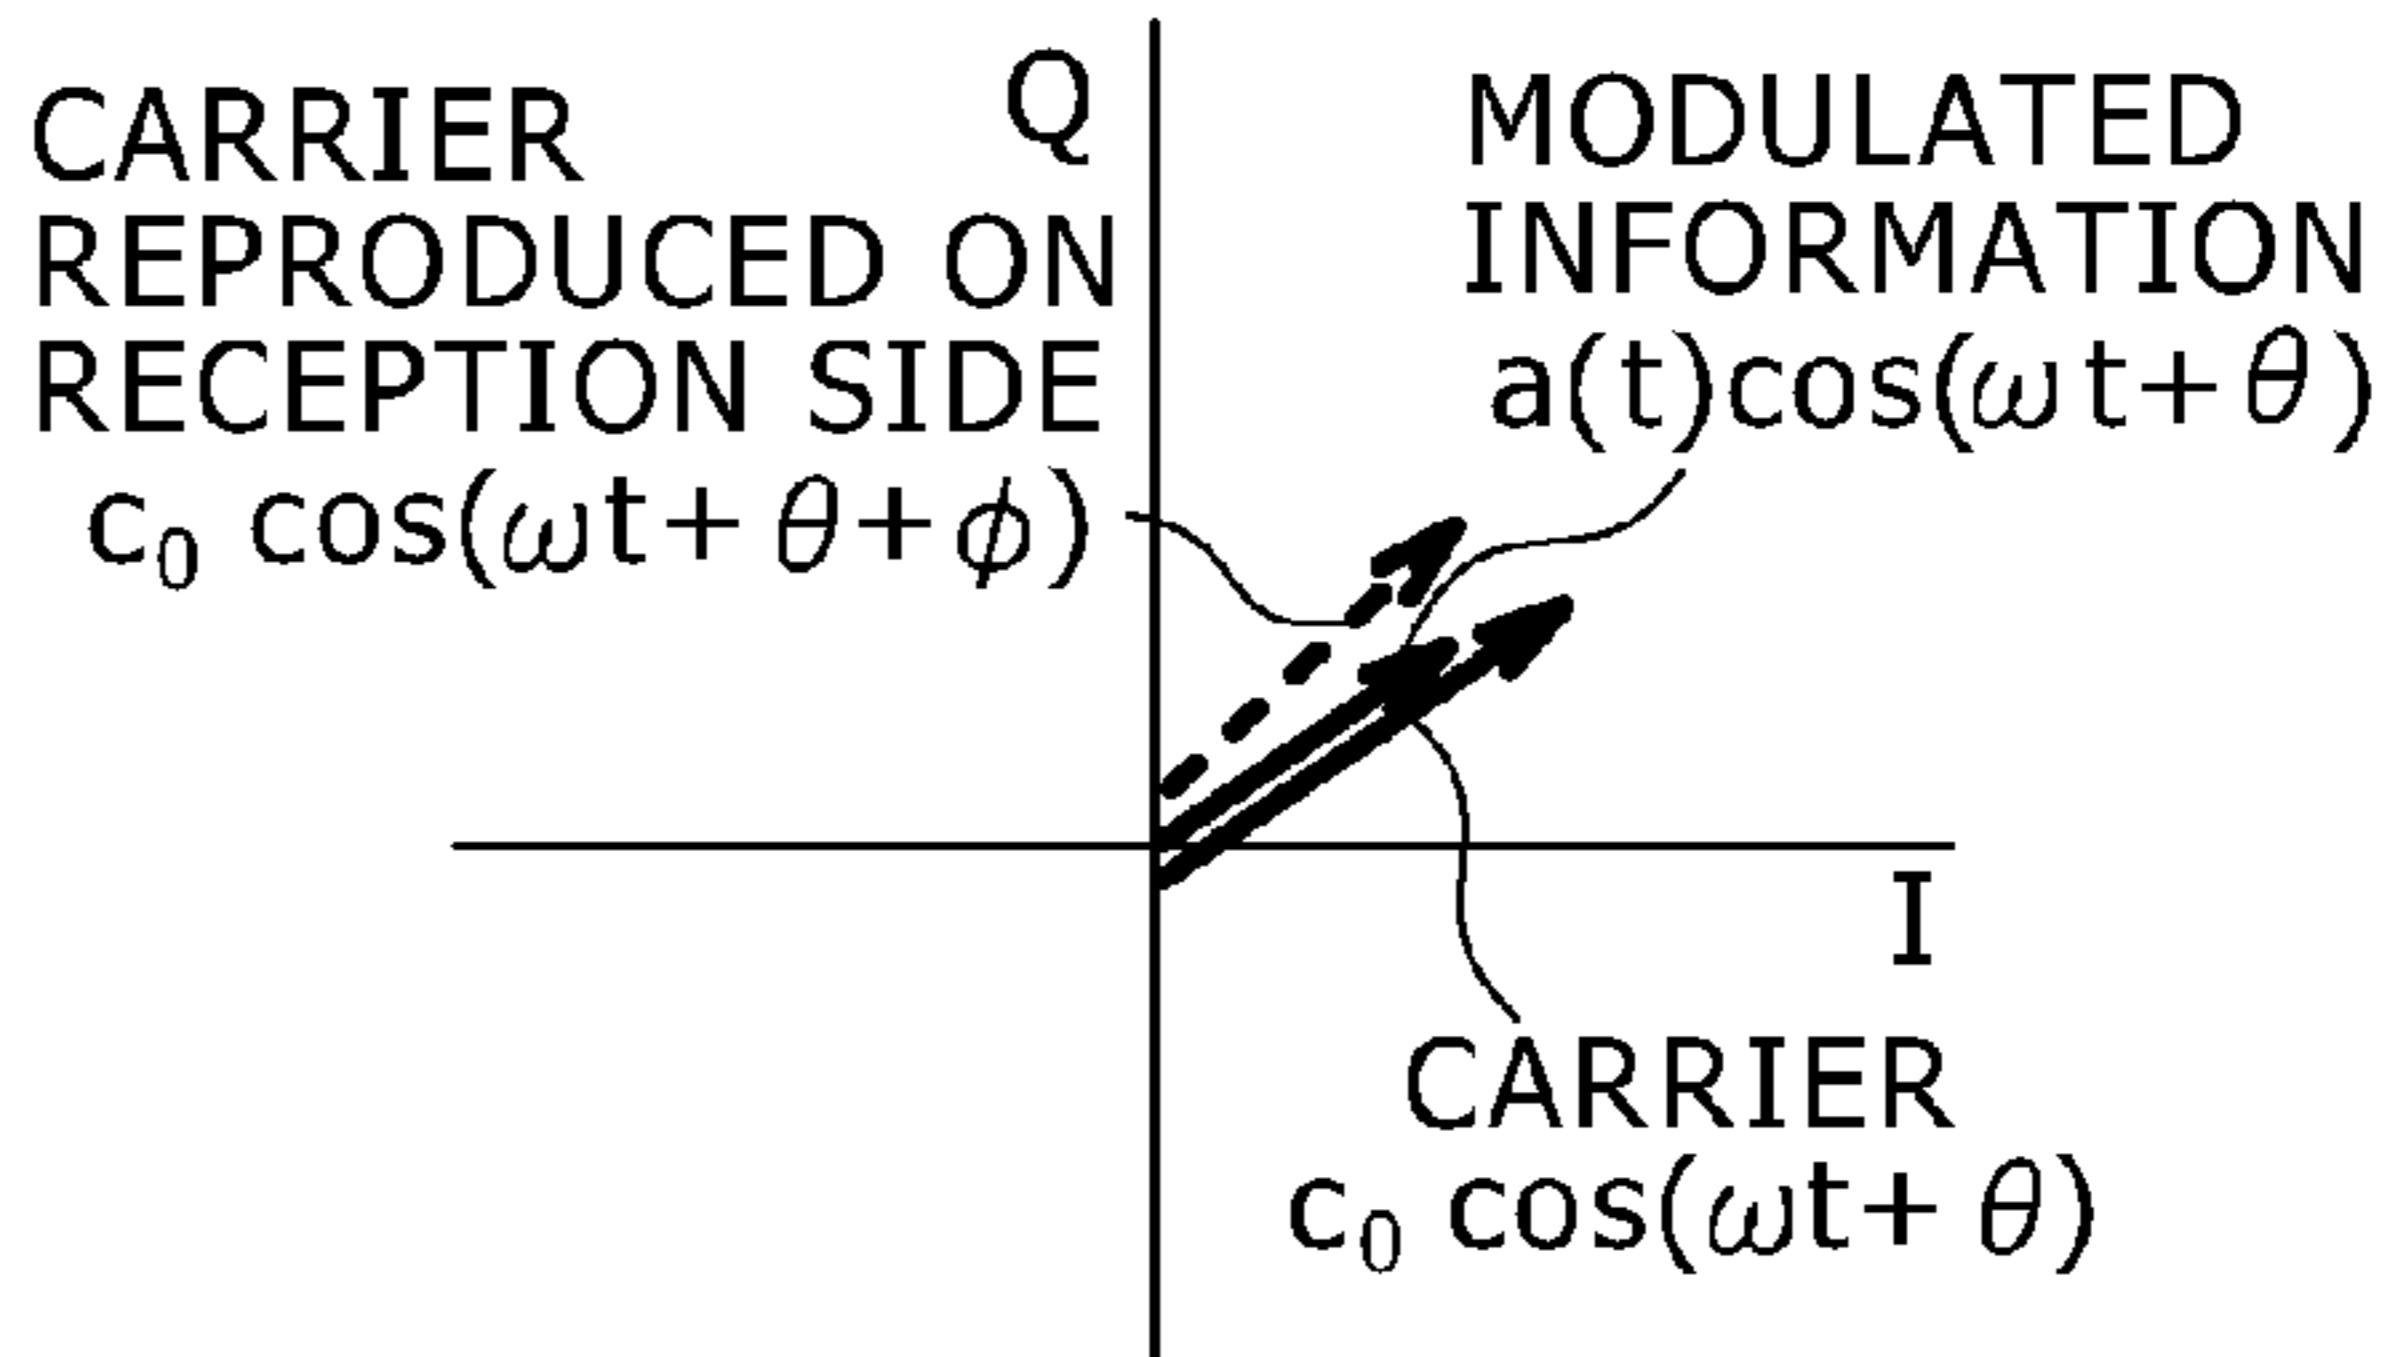 CARRIER
REPRODUCED ON
RECEPTION SIDE
c₀ cos(ωt+θ+ϕ)
Q
MODULATED
INFORMATION
a(t)cos(ωt+θ)
I
CARRIER
c₀ cos(ωt+θ)